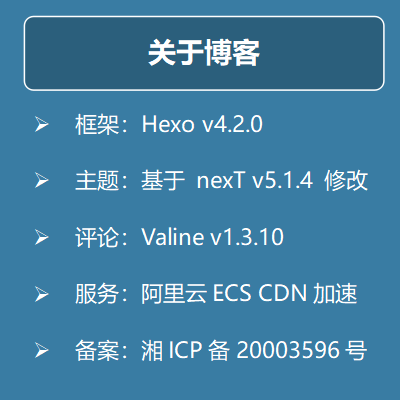 关于博客
框架：Hexo v4.2.0
主题：基于 nexT v5.1.4 修改
评论：Valine v1.3.10
服务：阿里云 ECS CDN 加速
备案：湘 ICP 备 20003596 号